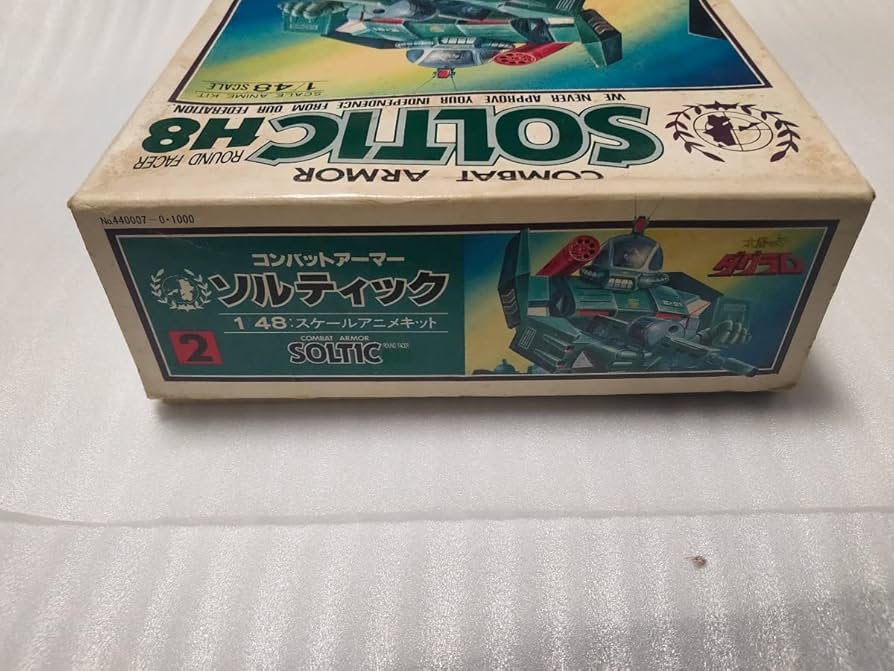 1/48 SCALE
SCALE ANIME KIT
WE NEVER APPROVE YOUR INDEPENDENCE FROM OUR FEDERATION.
SOLTIC H8
ROUND FACER
COMBAT ARMOR
No.440007-0・1000
コンバットアーマー
ソルティック
1/48:スケールアニメキット
2
COMBAT ARMOR
SOLTIC ROUND FACER
太陽の牙
ダグラム